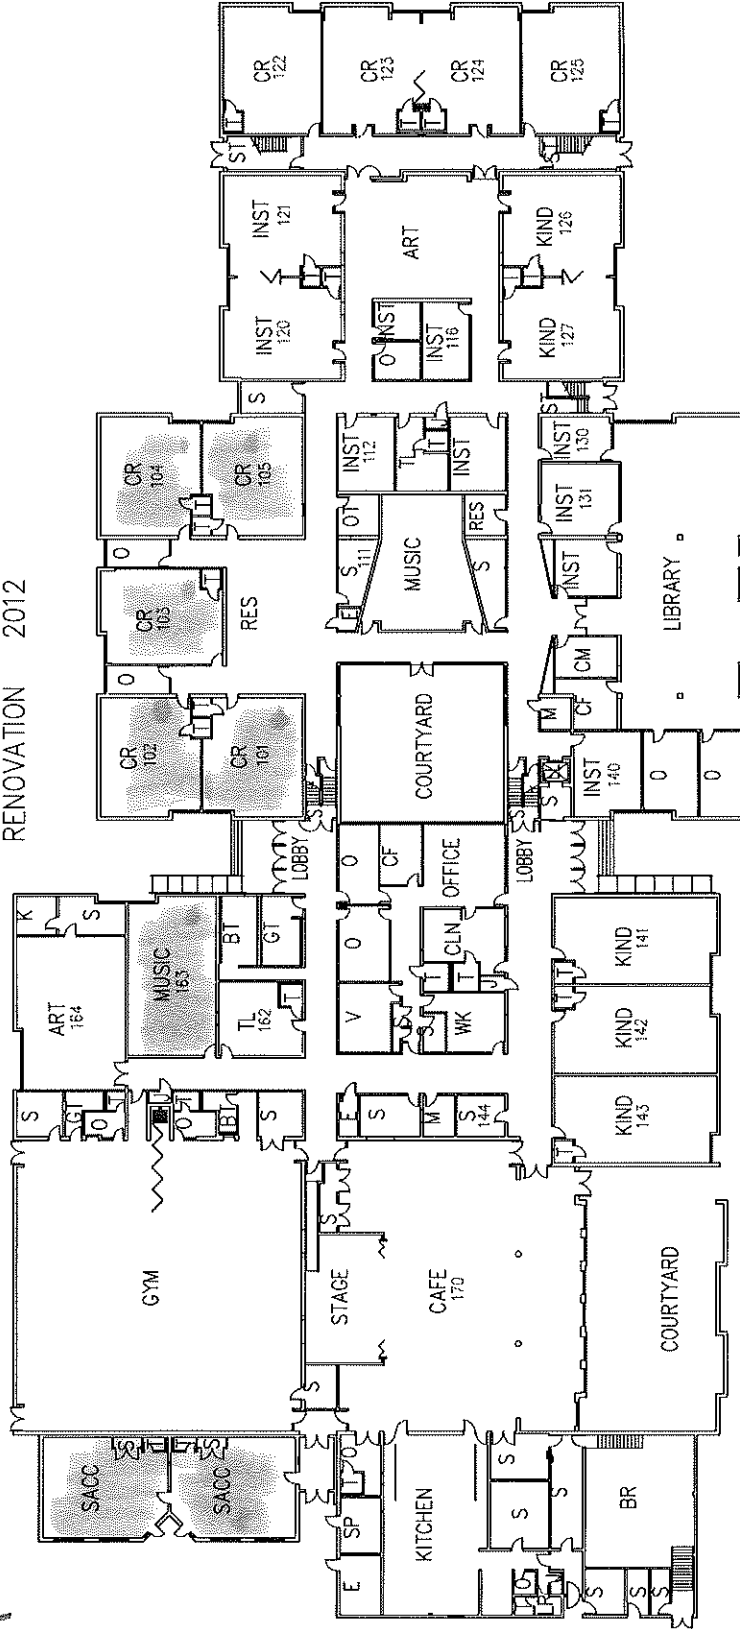 RENOVATION 2012
CR
122
CR
123
CR
124
CR
125
T
T
T
T
ST
ST
INST
121
INST
120
ART
KIND
126
KIND
127
T
T
T
T
INST
O
INST
116
S
ST
CR
104
CR
105
T
T
INST
112
T
T
J
INST
INST
130
INST
131
O
CR
103
T
RES
OT
S
111
E
MUSIC
RES
S
INST
CM
CF
M
LIBRARY
O
CR
102
CR
101
T
T
COURTYARD
S
S
S
INST
140
O
O
LOBBY
LOBBY
O
CF
OFFICE
K
S
ART
164
MUSIC
163
BT
GT
TL
162
T
O
V
CLN
T
T
J
S
WK
KIND
141
KIND
142
KIND
143
T
T
T
S
GT
T
O
J
T
O
BT
S
E
S
M
S
144
GYM
STAGE
S
S
CAFE
170
COURTYARD
SACC
SACC
S
S
O
T
SP
E
KITCHEN
S
S
S
O
BR
S
S
S